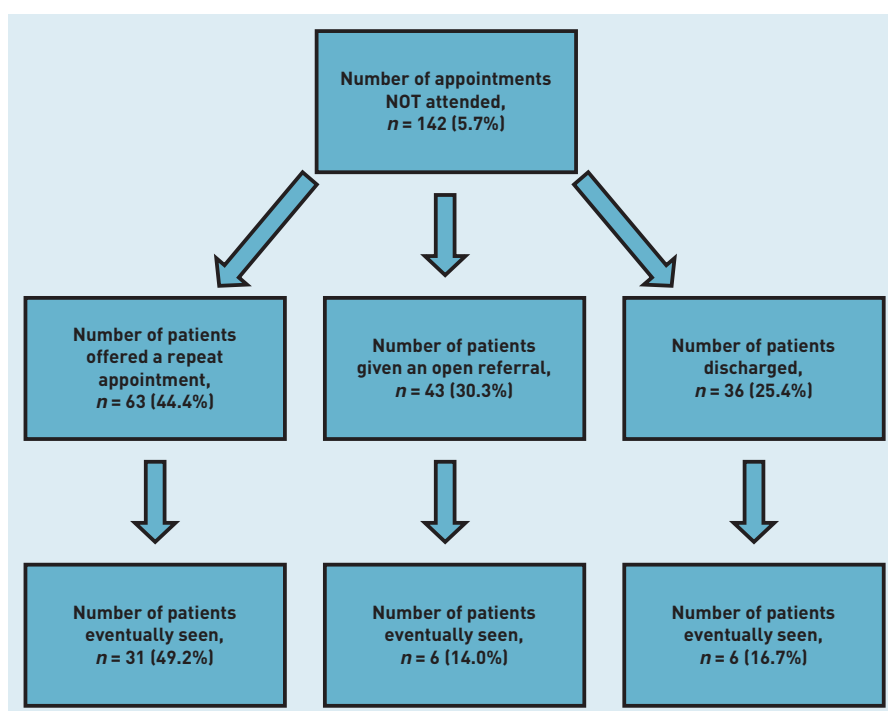 Number of appointments
NOT attended,
n = 142 (5.7%)
Number of patients
offered a repeat
appointment,
n = 63 (44.4%)
Number of patients
given an open referral,
n = 43 (30.3%)
Number of patients
discharged,
n = 36 (25.4%)
Number of patients
eventually seen,
n = 31 (49.2%)
Number of patients
eventually seen,
n = 6 (14.0%)
Number of patients
eventually seen,
n = 6 (16.7%)